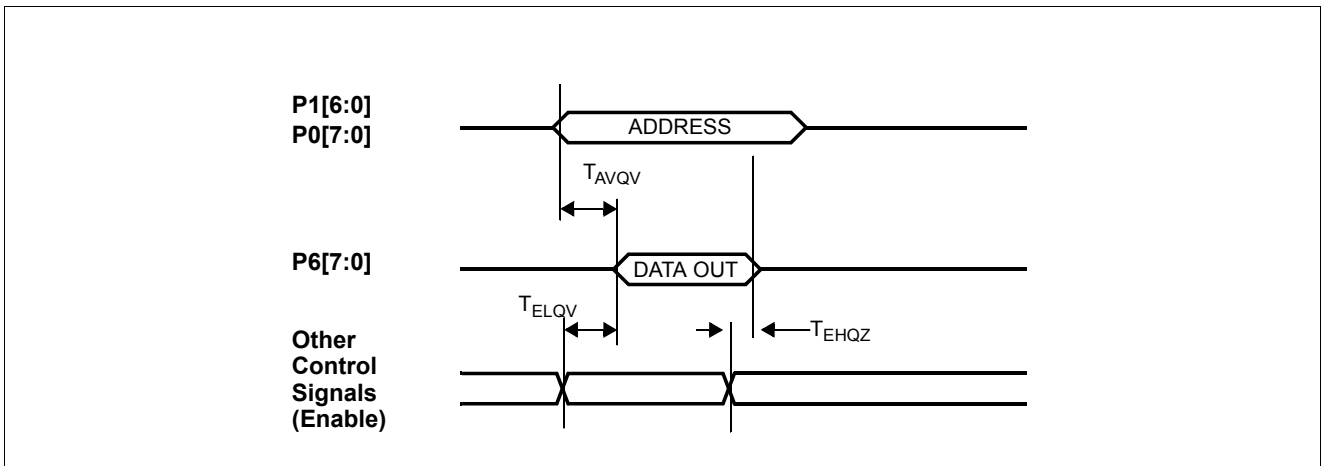 P1[6:0]
P0[7:0]
ADDRESS
TAVQV
P6[7:0]
DATA OUT
TELQV
TEHQZ
Other
Control
Signals
(Enable)